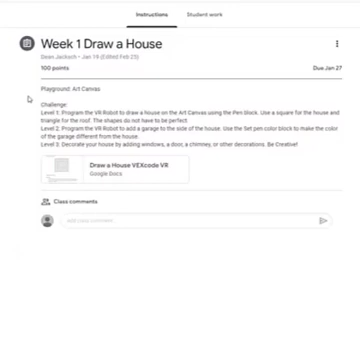 Instructions Student work
Week 1 Draw a House
Dean Jackson • Jan 19 (Edited Feb 23)
100 points Due Jan 27
Playground: Art Canvas
Challenge:
Level 1: Program the VR Robot to draw a house on the Art Canvas using the Pen block. Use a square for the house and
triangle for the roof. The shapes do not have to be perfect
Level 2: Program the VR Robot to add a garage to the side of the house. Use the Set pen color block to make the color
of the garage different from the house.
Level 3: Decorate your house by adding windows, a door, a chimney, or other decorations. Be Creative!
Draw a House VEXcode VR
Google Docs
Class comments
Add class comment